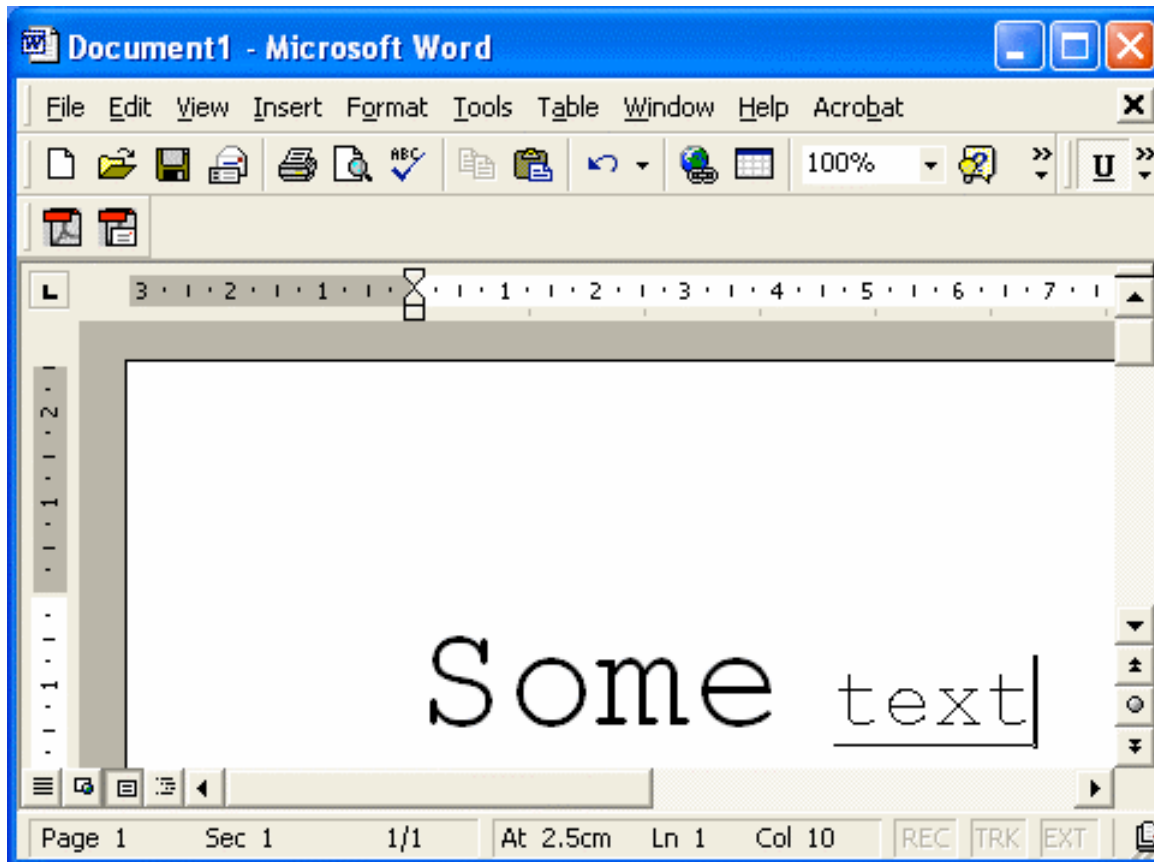 Document1 - Microsoft Word
File Edit View Insert Format Tools Table Window Help Acrobat
ABC 100% U
3 2 1 1 2 3 4 5 6 7
2
1
1
Some text
Page 1 Sec 1 1/1 At 2.5cm Ln 1 Col 10 REC TRK EXT